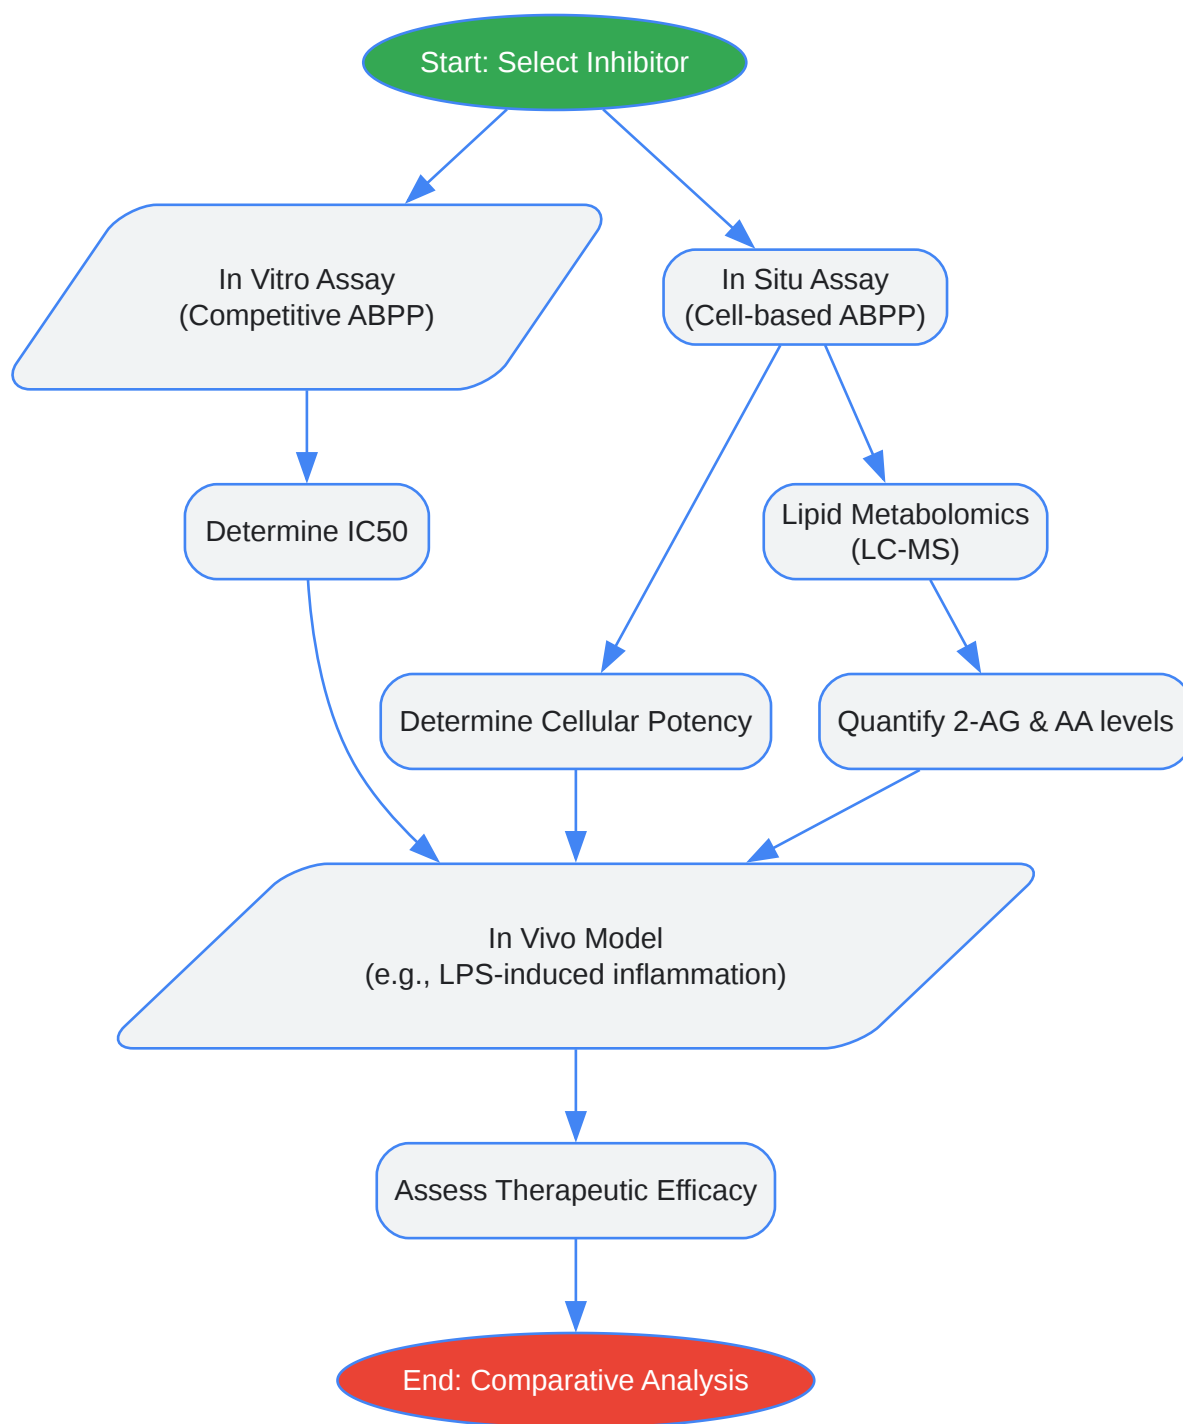 Start: Select Inhibitor
In Vitro Assay
(Competitive ABPP)
In Situ Assay
(Cell-based ABPP)
Determine IC50
Lipid Metabolomics
(LC-MS)
Determine Cellular Potency
Quantify 2-AG & AA levels
In Vivo Model
(e.g., LPS-induced inflammation)
Assess Therapeutic Efficacy
End: Comparative Analysis